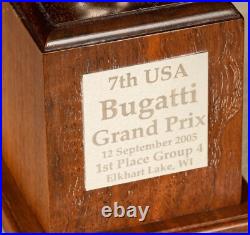 7th USA
Bugatti
Grand Prix
12 September 2005
1st Place Group 4
Elkhart Lake, WI